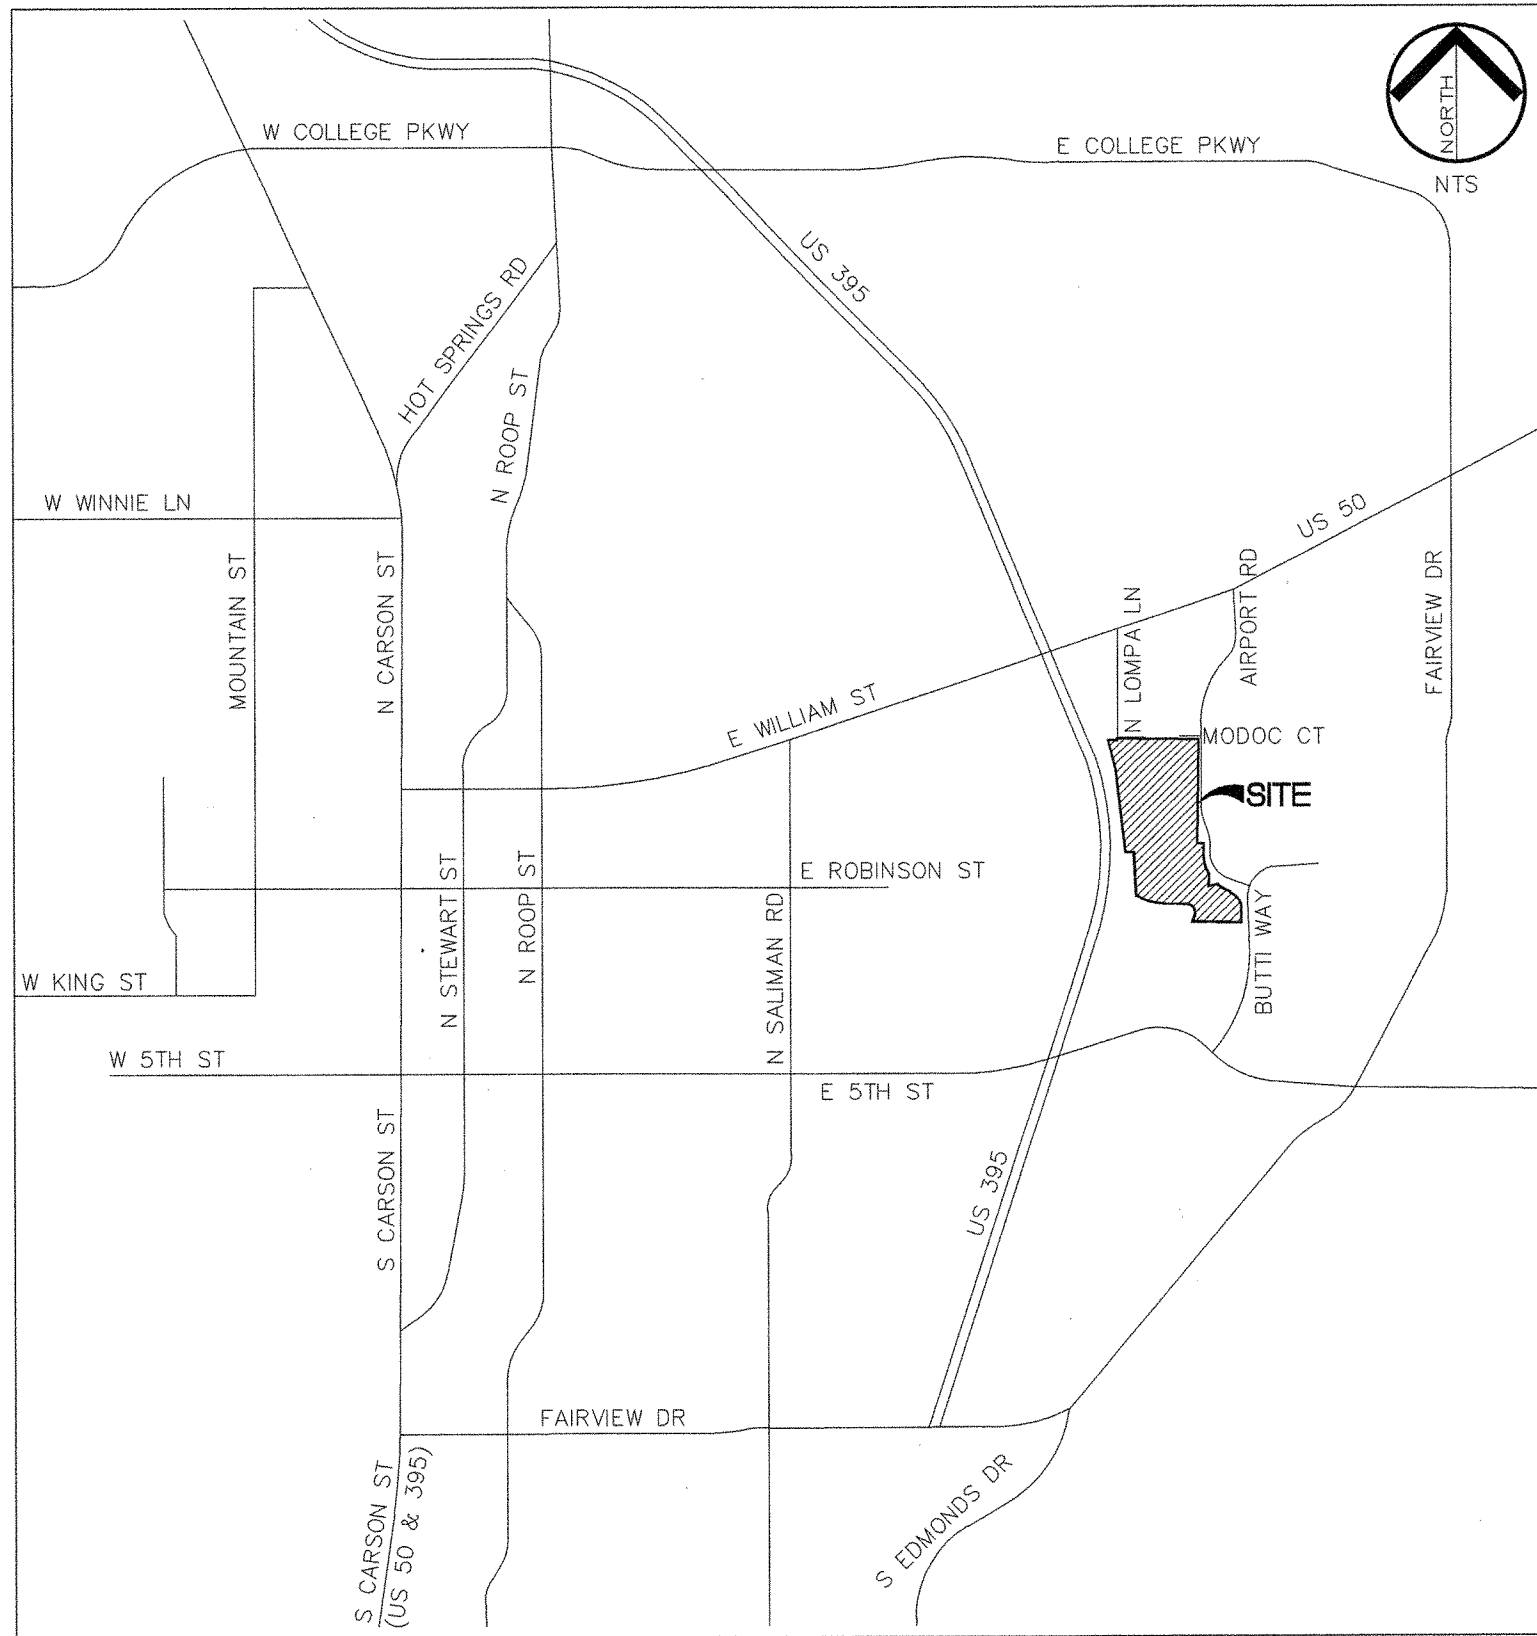 NORTH
NTS
W COLLEGE PKWY
E COLLEGE PKWY
US 395
HOT SPRINGS RD
N ROOP ST
W WINNIE LN
US 50
MOUNTAIN ST
N CARSON ST
N LOMPA LN
AIRPORT RD
FAIRVIEW DR
E WILLIAM ST
MODOC CT
SITE
E ROBINSON ST
N STEWART ST
N ROOP ST
N SALIMAN RD
BUTTI WAY
W KING ST
W 5TH ST
E 5TH ST
S CARSON ST
US 395
FAIRVIEW DR
S CARSON ST
(US 50 & 395)
S EDMONDS DR